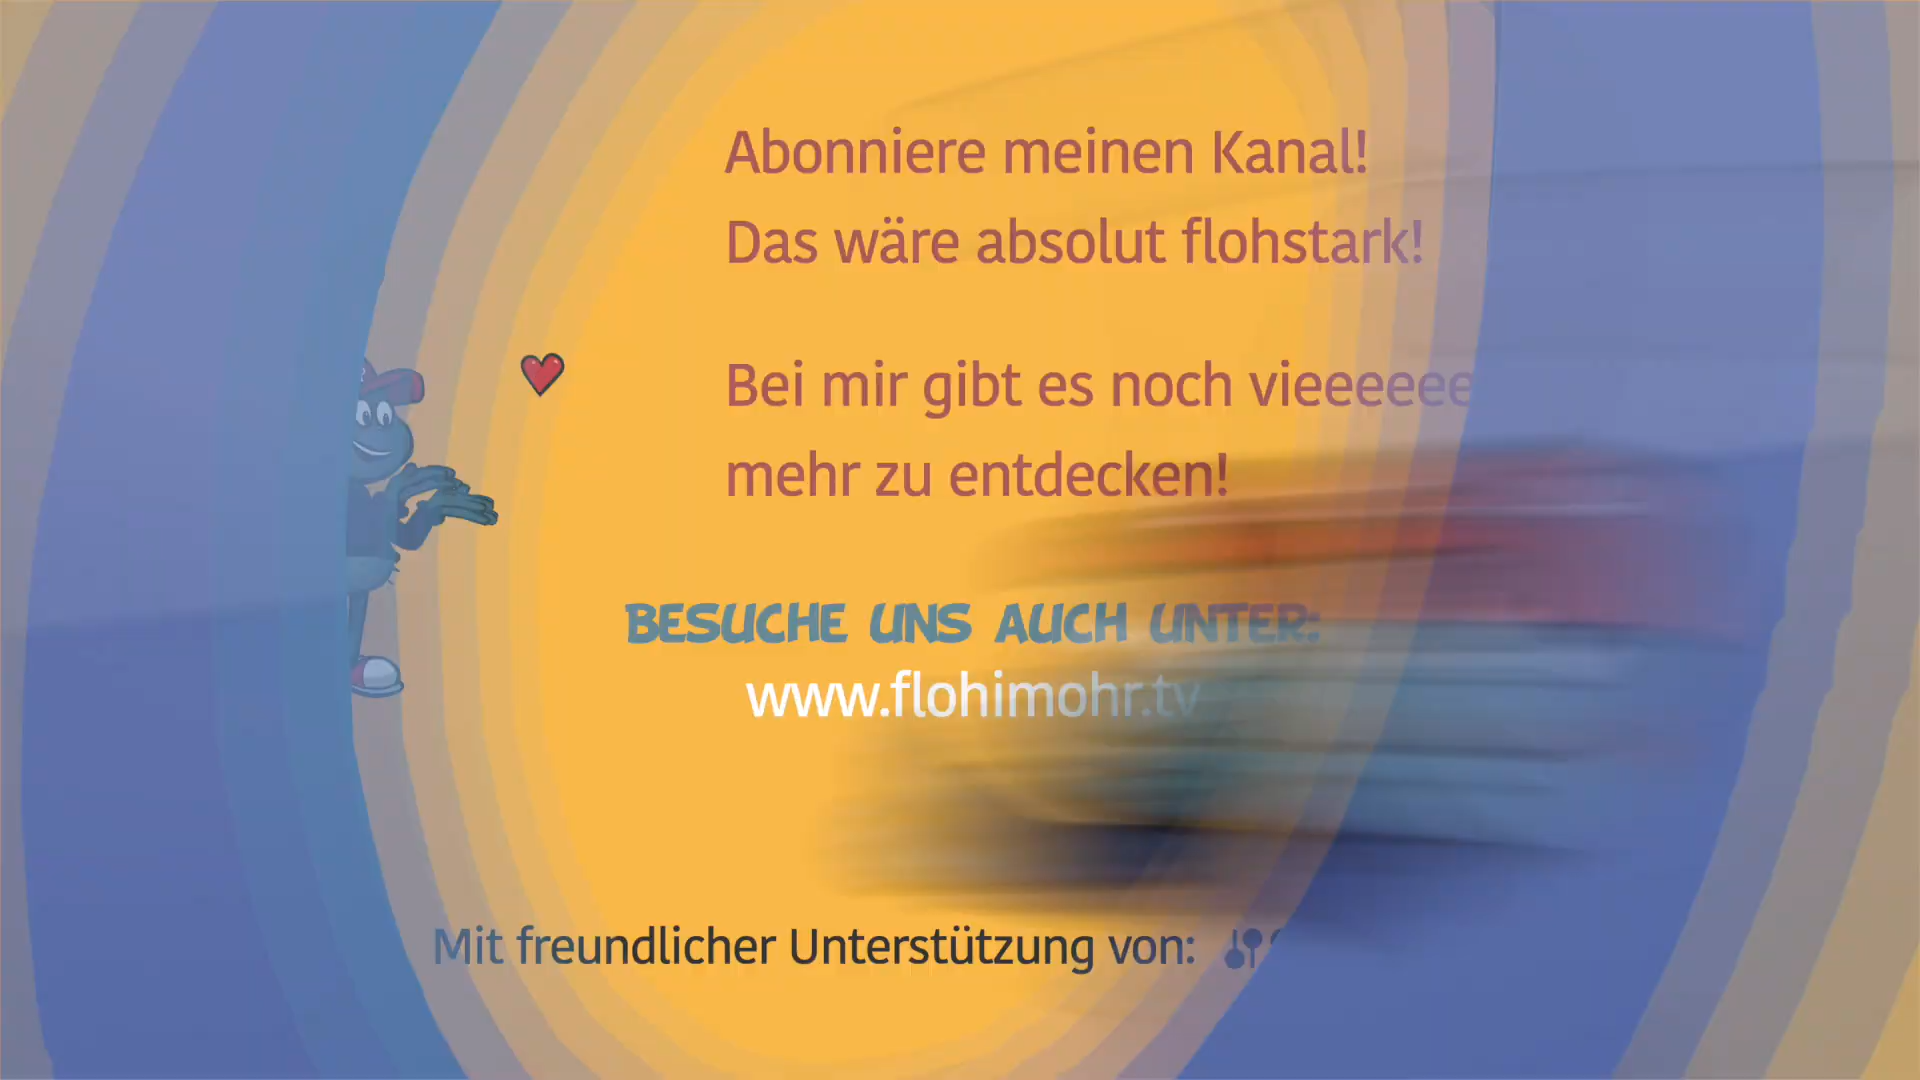 Abonniere meinen Kanal!
Das wäre absolut flohstark!
Bei mir gibt es noch vieeeeee
mehr zu entdecken!
BESUCHE UNS AUCH UNTER:
www.flohimohr.tv
Mit freundlicher Unterstützung von: